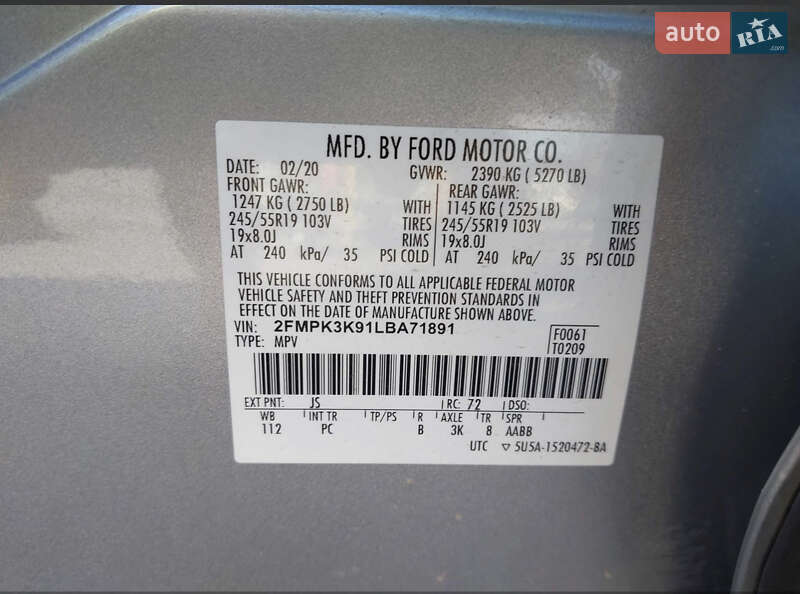 auto RIA.com
MFD. BY FORD MOTOR CO.
DATE: 02/20 GVWR: 2390 KG ( 5270 LB)
FRONT GAWR: REAR GAWR:
1247 KG ( 2750 LB) WITH 1145 KG ( 2525 LB) WITH
245/55R19 103V TIRES 245/55R19 103V TIRES
19x8.0J RIMS 19x8.0J RIMS
AT 240 kPa/ 35 PSI COLD AT 240 kPa/ 35 PSI COLD
THIS VEHICLE CONFORMS TO ALL APPLICABLE FEDERAL MOTOR
VEHICLE SAFETY AND THEFT PREVENTION STANDARDS IN
EFFECT ON THE DATE OF MANUFACTURE SHOWN ABOVE.
VIN: 2FMPK3K91LBA71891 F0061
TYPE: MPV T0209
EXT PNT: JS RC: 72 DSO:
WB INT TR TP/PS R AXLE TR SPR
112 PC B 3K 8 AABB
UTC ▽ 5U5A-1520472-BA